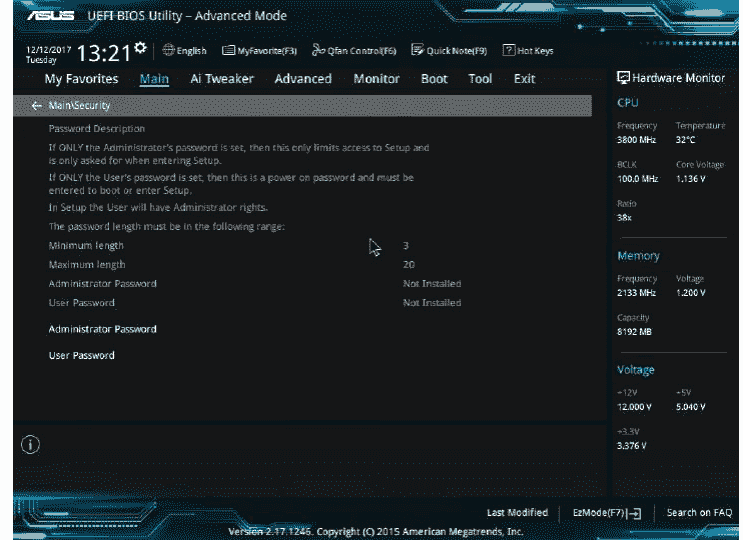 ASUS UEFI BIOS Utility – Advanced Mode
12/12/2017 Tuesday 13:21 English MyFavorite(F3) Qfan Control(F6) Quick Note(F9) ? Hot Keys
My Favorites Main Ai Tweaker Advanced Monitor Boot Tool Exit
← Main\Security
Password Description
If ONLY the Administrator's password is set, then this only limits access to Setup and
is only asked for when entering Setup.
If ONLY the User's password is set, then this is a power on password and must be
entered to boot or enter Setup.
In Setup the User will have Administrator rights.
The password length must be in the following range:
Minimum length 3
Maximum length 20
Administrator Password Not Installed
User Password Not Installed
Administrator Password
User Password
Hardware Monitor
CPU
Frequency Temperature
3800 MHz 32°C
BCLK Core Voltage
100.0 MHz 1.136 V
Ratio
38x
Memory
Frequency Voltage
2133 MHz 1.200 V
Capacity
8192 MB
Voltage
+12V +5V
12.000 V 5.040 V
+3.3V
3.376 V
Last Modified EzMode(F7) Search on FAQ
Version 2.17.1246. Copyright (C) 2015 American Megatrends, Inc.